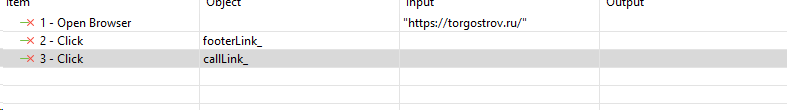 Item Object Input Output
1 - Open Browser "https://torgostrov.ru/"
2 - Click footerLink_
3 - Click callLink_